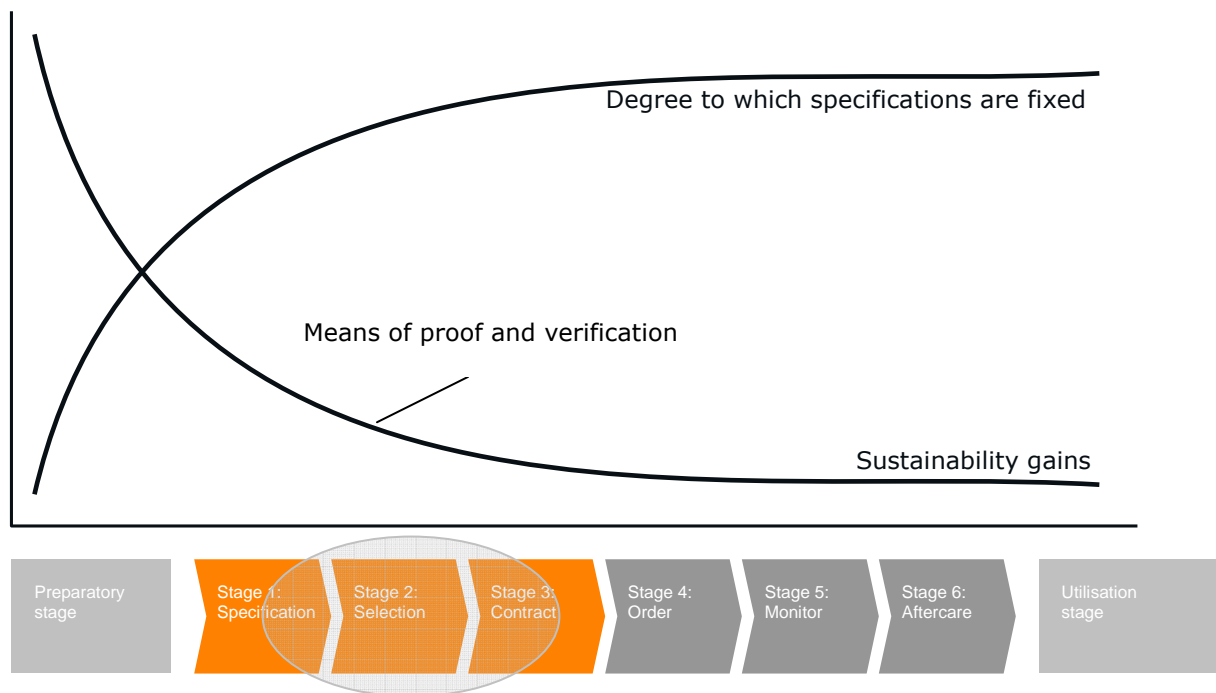 Degree to which specifications are fixed
Means of proof and verification
Sustainability gains
Preparatory
stage
Stage 1:
Specification
Stage 2:
Selection
Stage 3:
Contract
Stage 4:
Order
Stage 5:
Monitor
Stage 6:
Aftercare
Utilisation
stage